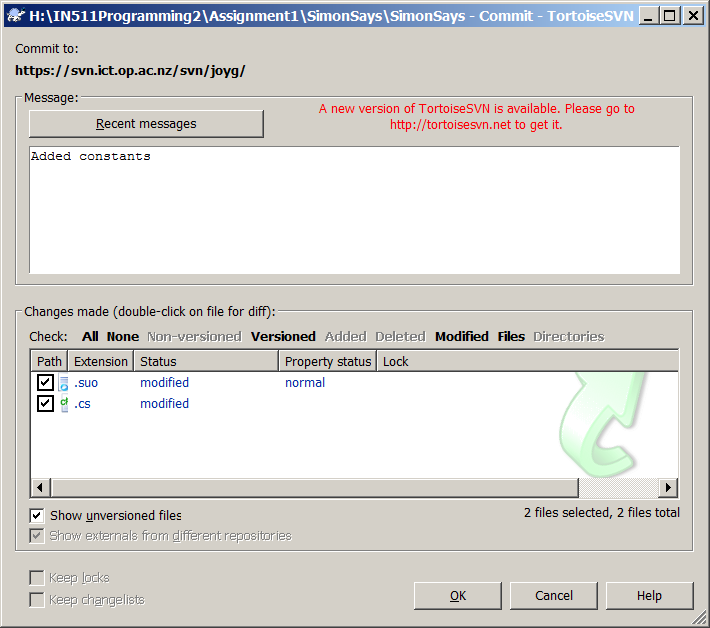 H:\IN511Programming2\Assignment1\SimonSays\SimonSays - Commit - TortoiseSVN
Commit to:
https://svn.ict.op.ac.nz/svn/joyg/
Message:
Recent messages
A new version of TortoiseSVN is available. Please go to
http://tortoisesvn.net to get it.
Added constants
Changes made (double-click on file for diff):
Check: All None Non-versioned Versioned Added Deleted Modified Files Directories
Path Extension Status Property status Lock
.suo modified normal
.cs modified
Show unversioned files
2 files selected, 2 files total
Show externals from different repositories
Keep locks
Keep changelists
OK Cancel Help